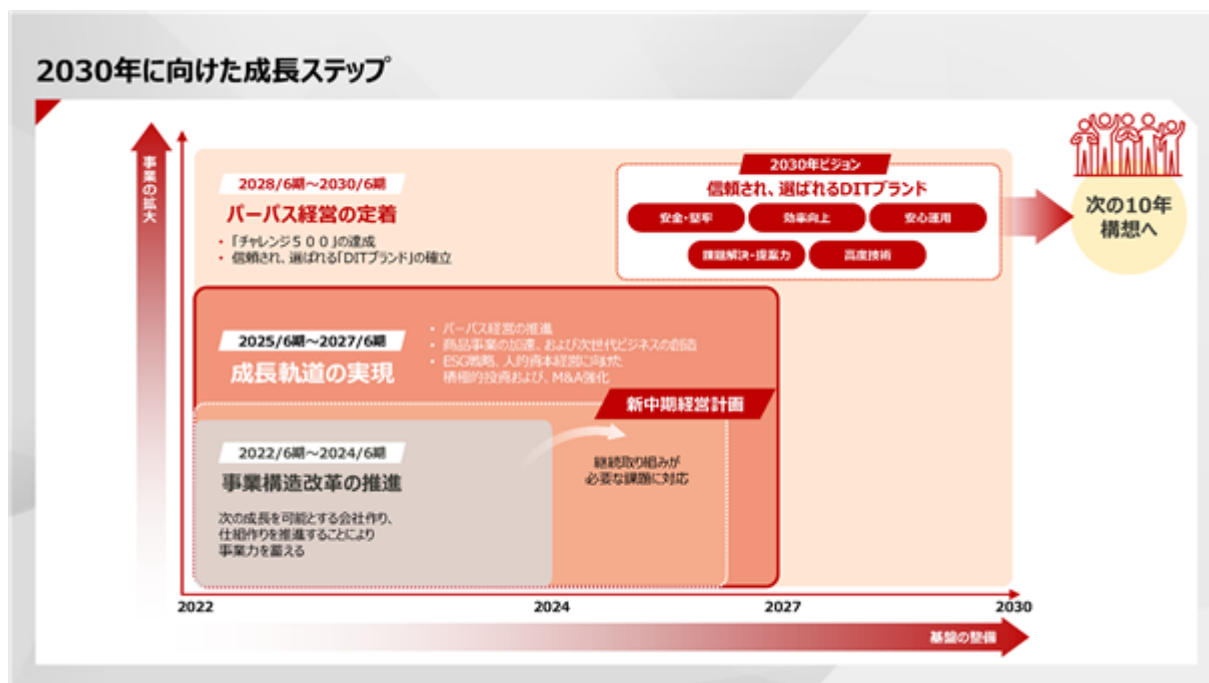 2030年に向けた成長ステップ
事業の拡大
2028/6期～2030/6期
パーパス経営の定着
・「チャレンジ５００」の達成
・信頼され、選ばれる「DITブランド」の確立
2030年ビジョン
信頼され、選ばれるDITブランド
安全・堅牢
効率向上
安心運用
課題解決・提案力
高度技術
次の10年
構想へ
2025/6期～2027/6期
成長軌道の実現
・パーパス経営の推進
・商品事業の加速、および次世代ビジネスの創造
・ESG戦略、人的資本経営に向けた
積極的投資および、M&A強化
新中期経営計画
2022/6期～2024/6期
事業構造改革の推進
次の成長を可能とする会社作り、
仕組作りを推進することにより
事業力を蓄える
継続取り組みが
必要な課題に対応
2022
2024
2027
2030
基盤の整備